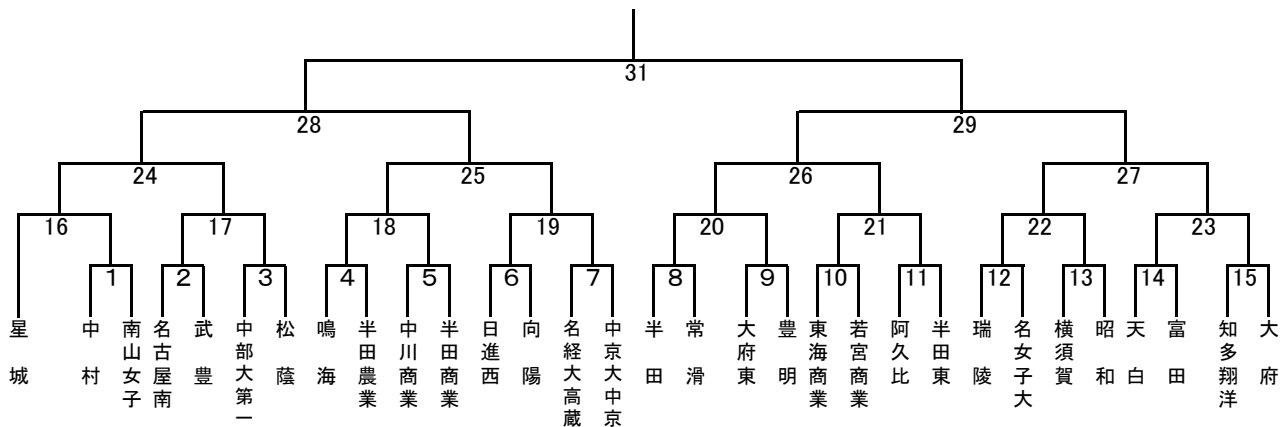 31
28 29
24 25 26 27
16 17 18 19 20 21 22 23
1 2 3 4 5 6 7 8 9 10 11 12 13 14 15
星城
中村
南山女子
名古屋南
武豊
中部大第一
松蔭
鳴海
半田農業
中川商業
半田商業
日進西
向陽
名経大高蔵
中京大中京
半田
常滑
大府東
豊明
東海商業
若宮商業
阿久比
半田東
瑞陵
名女子大
横須賀
昭和
天白
富田
知多翔洋
大府